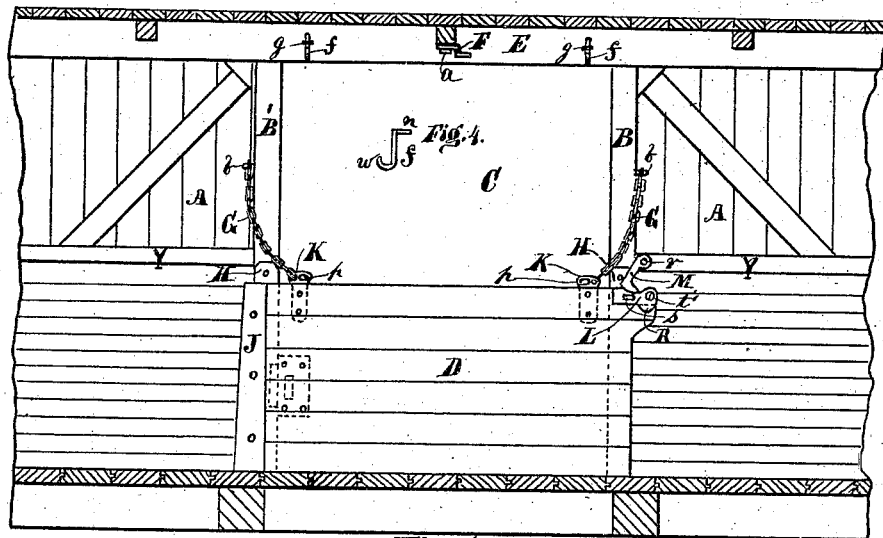 g f a F E g f
B' n Fig. 4. B
b w f C b
A G G A
H K h h K H r
Y M Y
L s t'
J D R